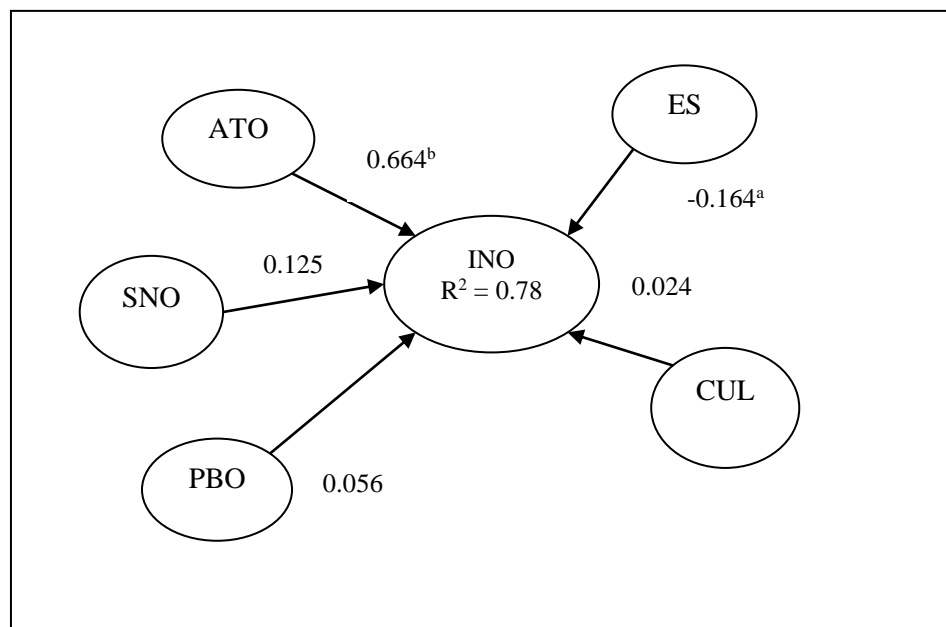 ES
ATO
0.664ᵇ
-0.164ᵃ
INO
R² = 0.78
0.125
0.024
SNO
CUL
PBO
0.056